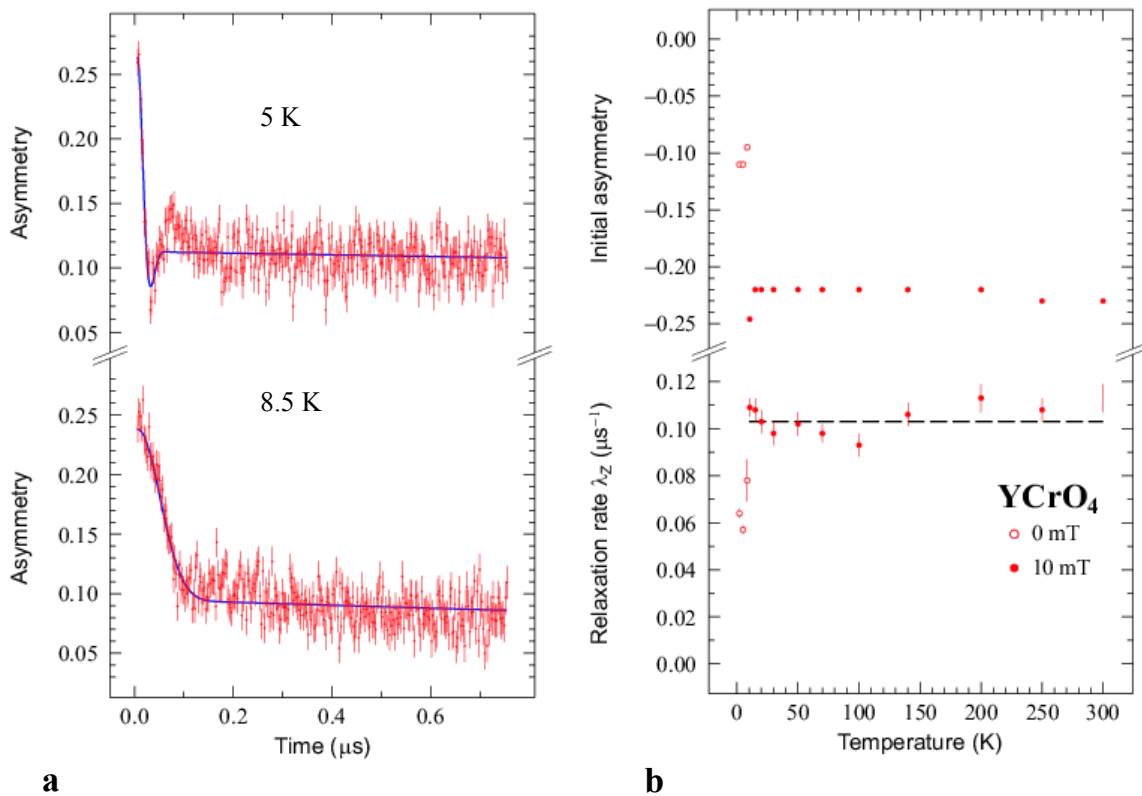 0.25
0.20
0.15
0.10
0.05
Asymmetry
5 K
0.25
0.20
0.15
0.10
0.05
Asymmetry
8.5 K
0.0 0.2 0.4 0.6
Time (μs)
a
0.00
−0.05
−0.10
−0.15
−0.20
−0.25
Initial asymmetry
0.12
0.10
0.08
0.06
0.04
0.02
0.00
Relaxation rate λZ (μs⁻¹)
YCrO₄
0 mT
10 mT
0 50 100 150 200 250 300
Temperature (K)
b